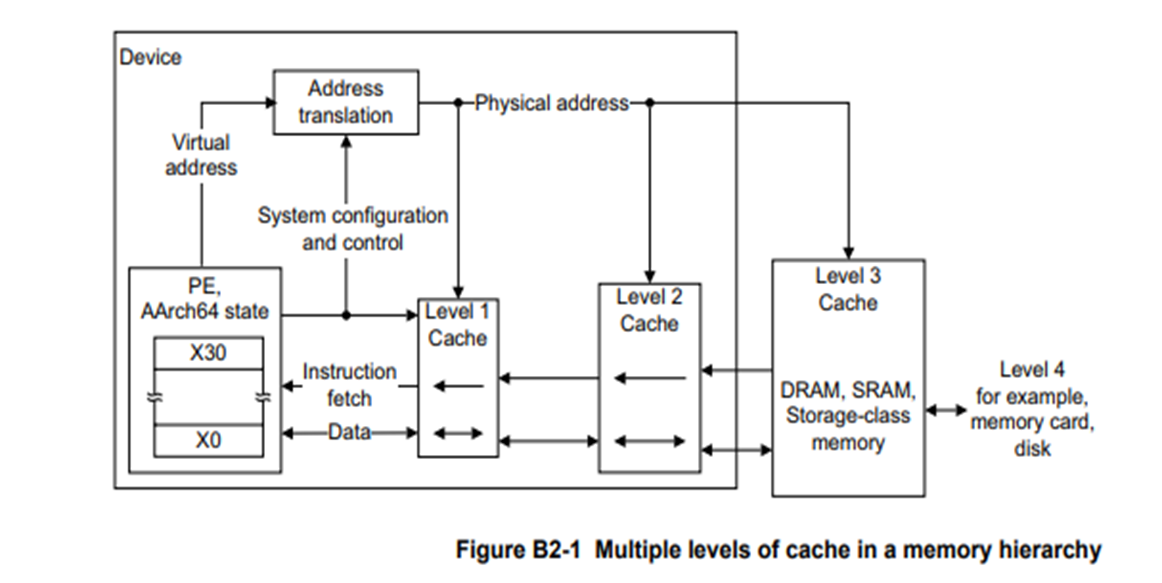 Device
Address
translation
Physical address
Virtual
address
System configuration
and control
PE,
AArch64 state
X30
X0
Instruction
fetch
Data
Level 1
Cache
Level 2
Cache
Level 3
Cache
DRAM, SRAM,
Storage-class
memory
Level 4
for example,
memory card,
disk
Figure B2-1 Multiple levels of cache in a memory hierarchy